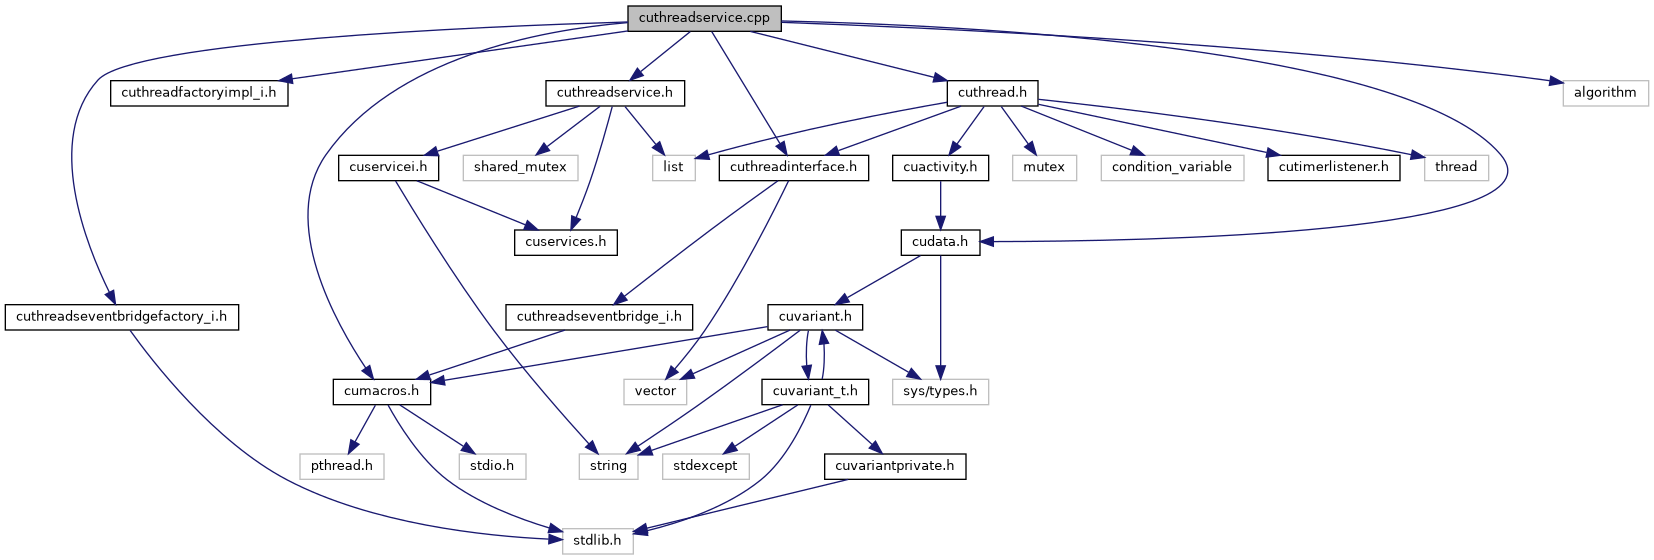 cuthreadservice.cpp
cuthreadfactoryimpl_i.h
cuthreadservice.h
cuthread.h
algorithm
cuservicei.h
shared_mutex
list
cuthreadinterface.h
cuactivity.h
mutex
condition_variable
cutimerlistener.h
thread
cuservices.h
cudata.h
cuthreadseventbridgefactory_i.h
cuthreadseventbridge_i.h
cuvariant.h
cumacros.h
vector
cuvariant_t.h
sys/types.h
pthread.h
stdio.h
string
stdexcept
cuvariantprivate.h
stdlib.h